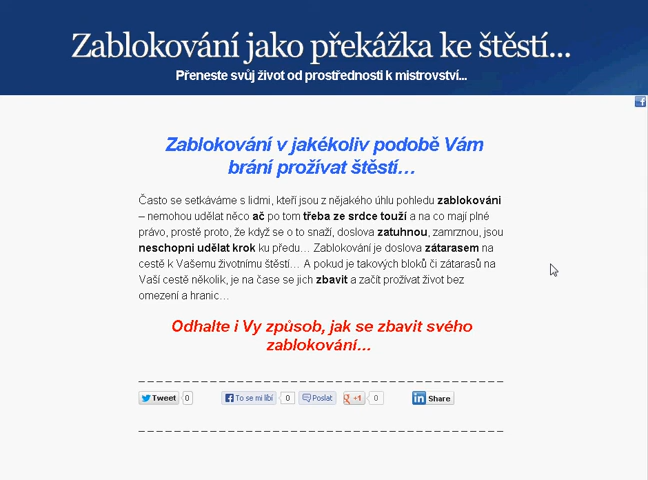 Zablokování jako překážka ke štěstí...
Přeneste svůj život od prostřednosti k mistrovství...
Zablokování v jakékoliv podobě Vám
brání prožívat štěstí…
Často se setkáváme s lidmi, kteří jsou z nějakého úhlu pohledu zablokováni
– nemohou udělat něco ač po tom třeba ze srdce touží a na co mají plné
právo, prostě proto, že když se o to snaží, doslova zatuhnou, zamrznou, jsou
neschopni udělat krok ku předu… Zablokování je doslova zátarasem na
cestě k Vašemu životnímu štěstí… A pokud je takových bloků či zátarasů na
Vaší cestě několik, je na čase se jich zbavit a začít prožívat život bez
omezení a hranic…
Odhalte i Vy způsob, jak se zbavit svého
zablokování…
Tweet 0 To se mi líbí 0 Poslat +1 0 Share